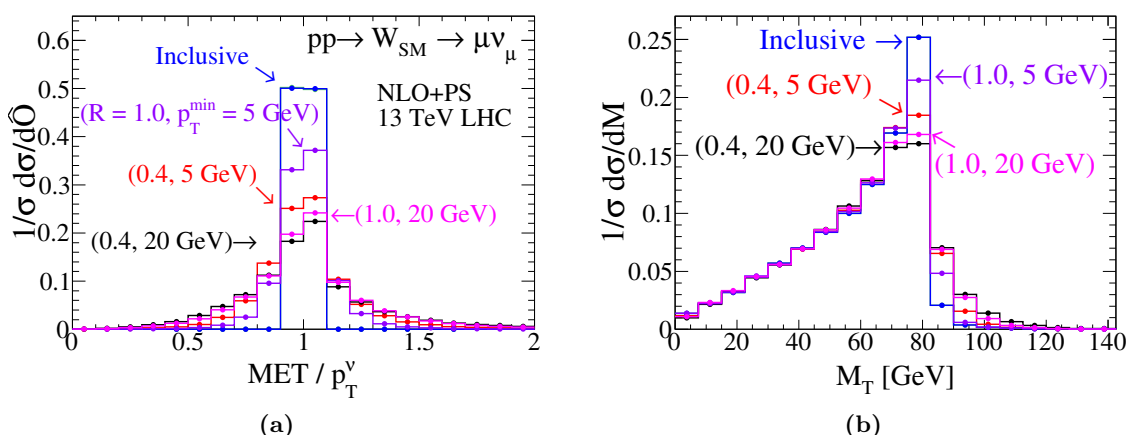 0.6
0.5
0.4
0.3
0.2
0.1
0
1/σ dσ/dÔ
pp→ W_SM → μν_μ
Inclusive
NLO+PS
13 TeV LHC
(R = 1.0, p_T^min = 5 GeV)
(0.4, 5 GeV)
←(1.0, 20 GeV)
(0.4, 20 GeV)→
0 0.5 1 1.5 2
MET / p_T^ν
(a)
0.25
0.20
0.15
0.10
0.05
0.00
1/σ dσ/dM
Inclusive
←(1.0, 5 GeV)
(0.4, 5 GeV)
(0.4, 20 GeV)→
(1.0, 20 GeV)
0 20 40 60 80 100 120 140
M_T [GeV]
(b)